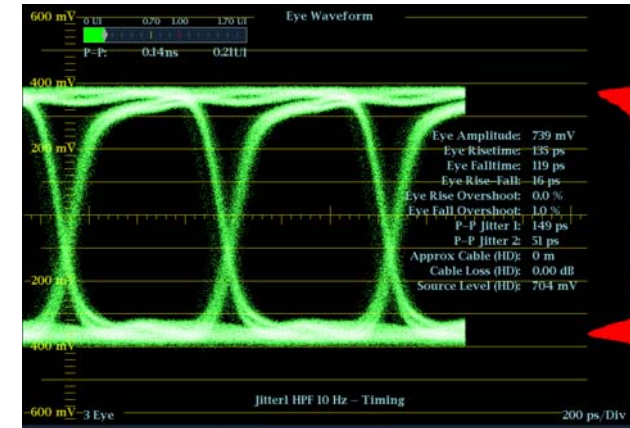 600 mV
Eye Waveform
0 UI 0.70 1.00 1.70 UI
P-P: 0.14ns 0.21UI
400 mV
Eye Amplitude: 739 mV
200 mV
Eye Risetime: 135 ps
Eye Falltime: 119 ps
Eye Rise-Fall: 16 ps
Eye Rise Overshoot: 0.0 %
Eye Fall Overshoot: 1.0 %
P-P Jitter 1: 149 ps
P-P Jitter 2: 51 ps
Approx Cable (HD): 0 m
Cable Loss (HD): 0.00 dB
-200 mV
Source Level (HD): 704 mV
400 mV
Jitter1 HPF 10 Hz - Timing
-600 mV
3 Eye
200 ps/Div